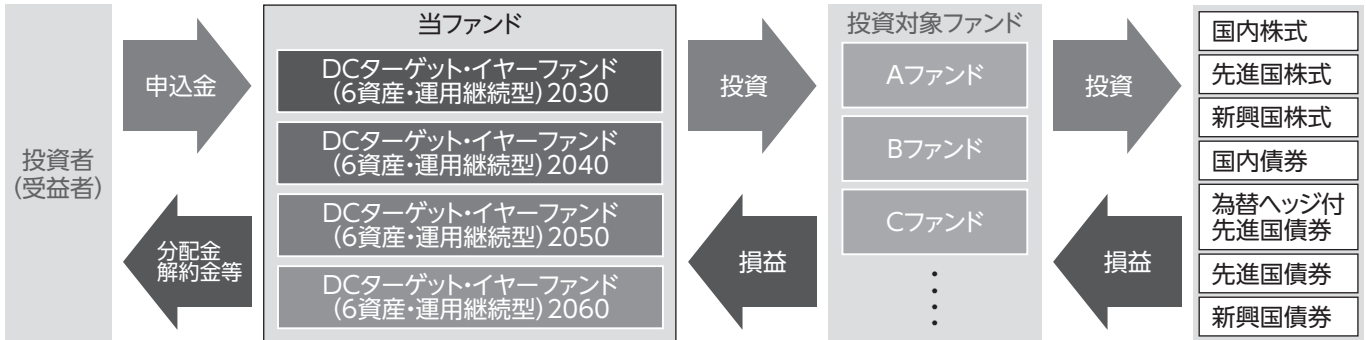 投資者
(受益者)
申込金
分配金
解約金等
当ファンド
DCターゲット・イヤーファンド
(6資産・運用継続型)2030
DCターゲット・イヤーファンド
(6資産・運用継続型)2040
DCターゲット・イヤーファンド
(6資産・運用継続型)2050
DCターゲット・イヤーファンド
(6資産・運用継続型)2060
投資
損益
投資対象ファンド
Aファンド
Bファンド
Cファンド
・
・
・
・
投資
損益
国内株式
先進国株式
新興国株式
国内債券
為替ヘッジ付
先進国債券
先進国債券
新興国債券